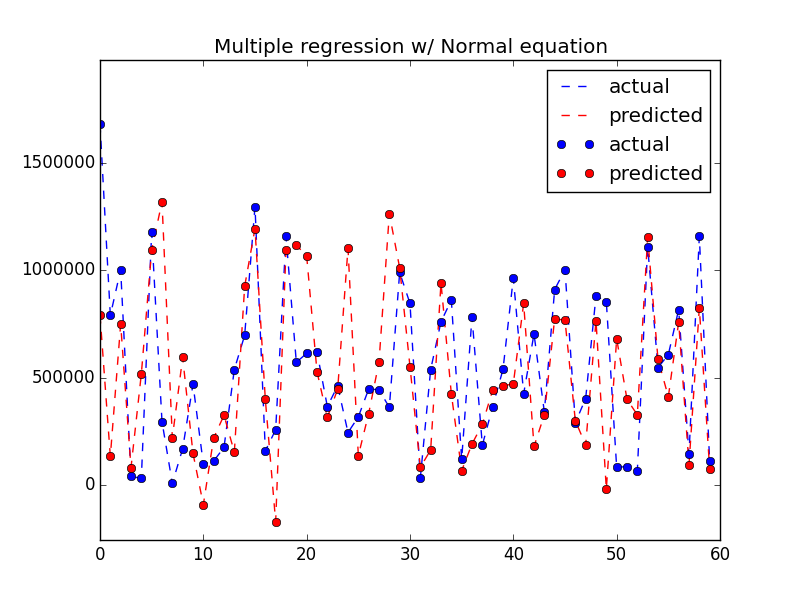 Multiple regression w/ Normal equation
actual
predicted
actual
predicted
1500000
1000000
500000
0
0 10 20 30 40 50 60